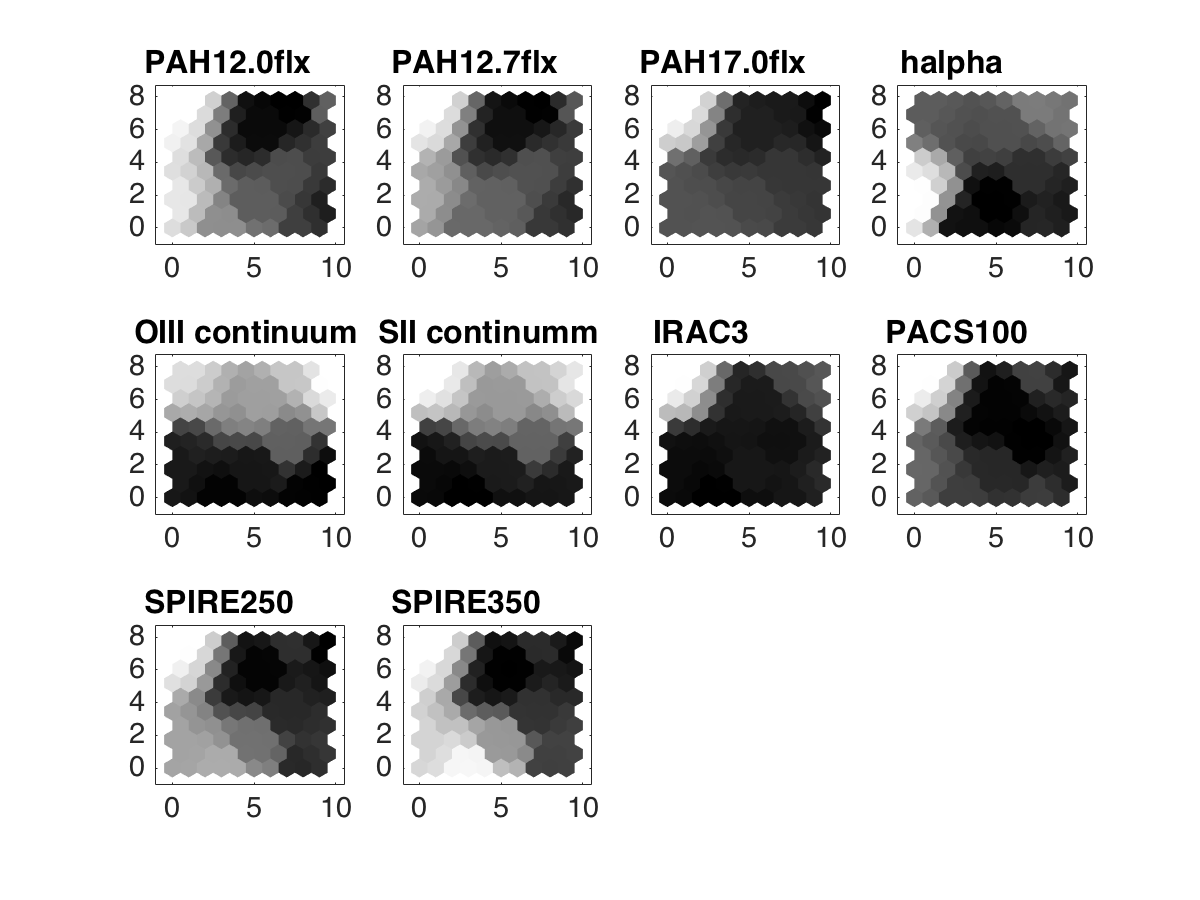 PAH12.0flx PAH12.7flx PAH17.0flx halpha
8 8 8 8
6 6 6 6
4 4 4 4
2 2 2 2
0 0 0 0
0 5 10 0 5 10 0 5 10 0 5 10
OIII continuum SII continumm IRAC3 PACS100
8 8 8 8
6 6 6 6
4 4 4 4
2 2 2 2
0 0 0 0
0 5 10 0 5 10 0 5 10 0 5 10
SPIRE250 SPIRE350
8 8
6 6
4 4
2 2
0 0
0 5 10 0 5 10